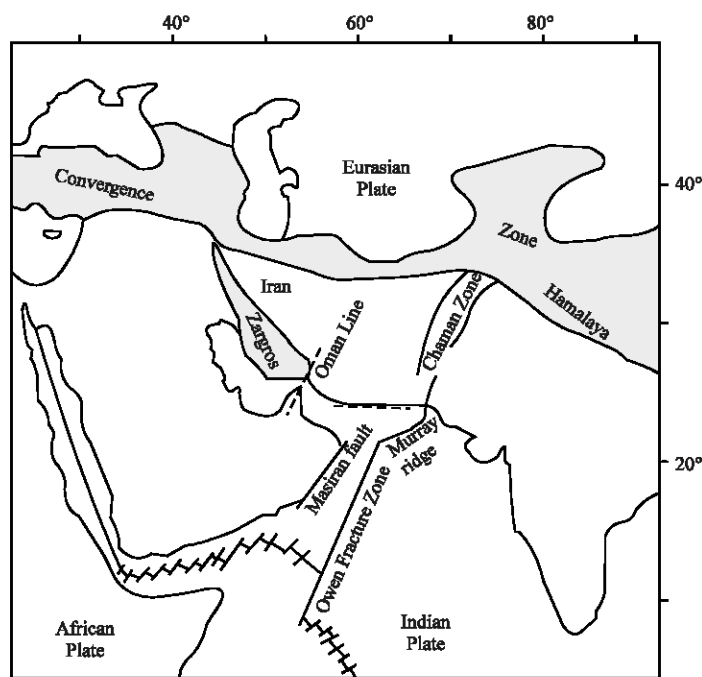 40° 60° 80°
Eurasian
Plate
Convergence
40°
Zone
Iran
Hamalaya
Zargros
Oman Line
Chaman Zone
Murray
ridge
Masiran fault
20°
Owen Fracture Zone
African
Plate
Indian
Plate